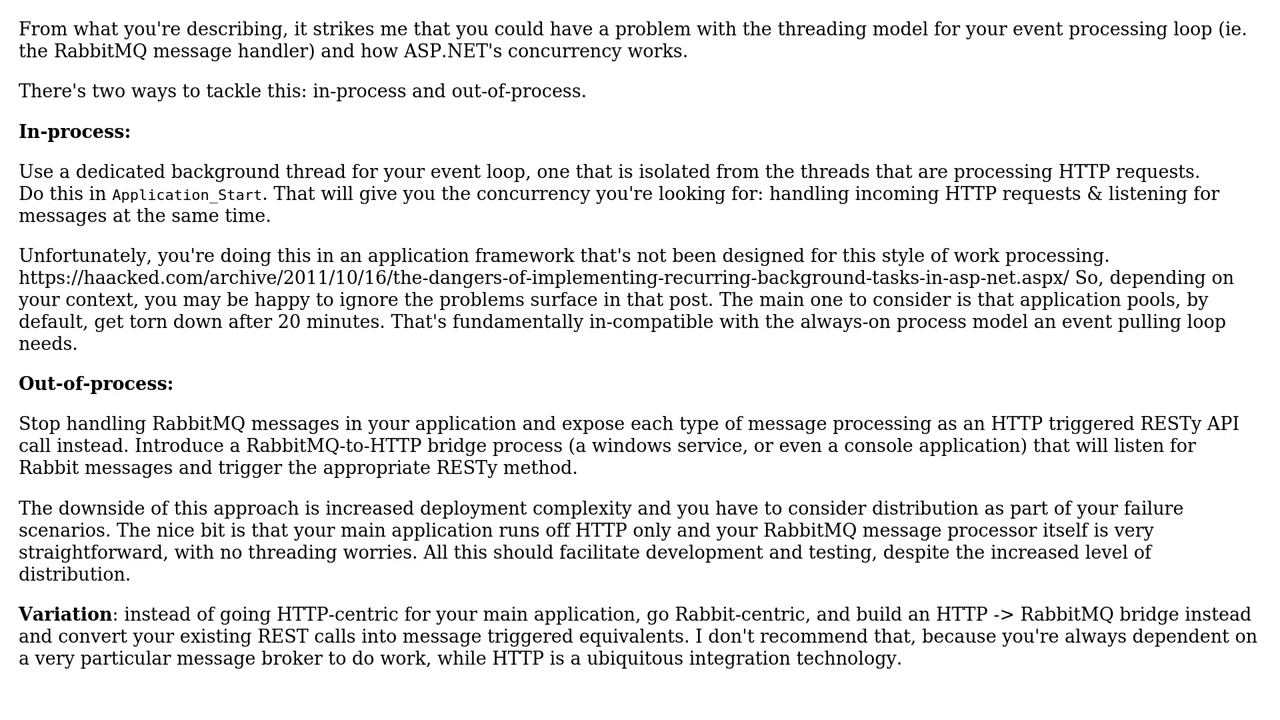 From what you're describing, it strikes me that you could have a problem with the threading model for your event processing loop (ie.
the RabbitMQ message handler) and how ASP.NET's concurrency works.
There's two ways to tackle this: in-process and out-of-process.
In-process:
Use a dedicated background thread for your event loop, one that is isolated from the threads that are processing HTTP requests.
Do this in Application_Start. That will give you the concurrency you're looking for: handling incoming HTTP requests & listening for
messages at the same time.
Unfortunately, you're doing this in an application framework that's not been designed for this style of work processing.
https://haacked.com/archive/2011/10/16/the-dangers-of-implementing-recurring-background-tasks-in-asp-net.aspx/ So, depending on
your context, you may be happy to ignore the problems surface in that post. The main one to consider is that application pools, by
default, get torn down after 20 minutes. That's fundamentally in-compatible with the always-on process model an event pulling loop
needs.
Out-of-process:
Stop handling RabbitMQ messages in your application and expose each type of message processing as an HTTP triggered RESTy API
call instead. Introduce a RabbitMQ-to-HTTP bridge process (a windows service, or even a console application) that will listen for
Rabbit messages and trigger the appropriate RESTy method.
The downside of this approach is increased deployment complexity and you have to consider distribution as part of your failure
scenarios. The nice bit is that your main application runs off HTTP only and your RabbitMQ message processor itself is very
straightforward, with no threading worries. All this should facilitate development and testing, despite the increased level of
distribution.
Variation: instead of going HTTP-centric for your main application, go Rabbit-centric, and build an HTTP -> RabbitMQ bridge instead
and convert your existing REST calls into message triggered equivalents. I don't recommend that, because you're always dependent on
a very particular message broker to do work, while HTTP is a ubiquitous integration technology.